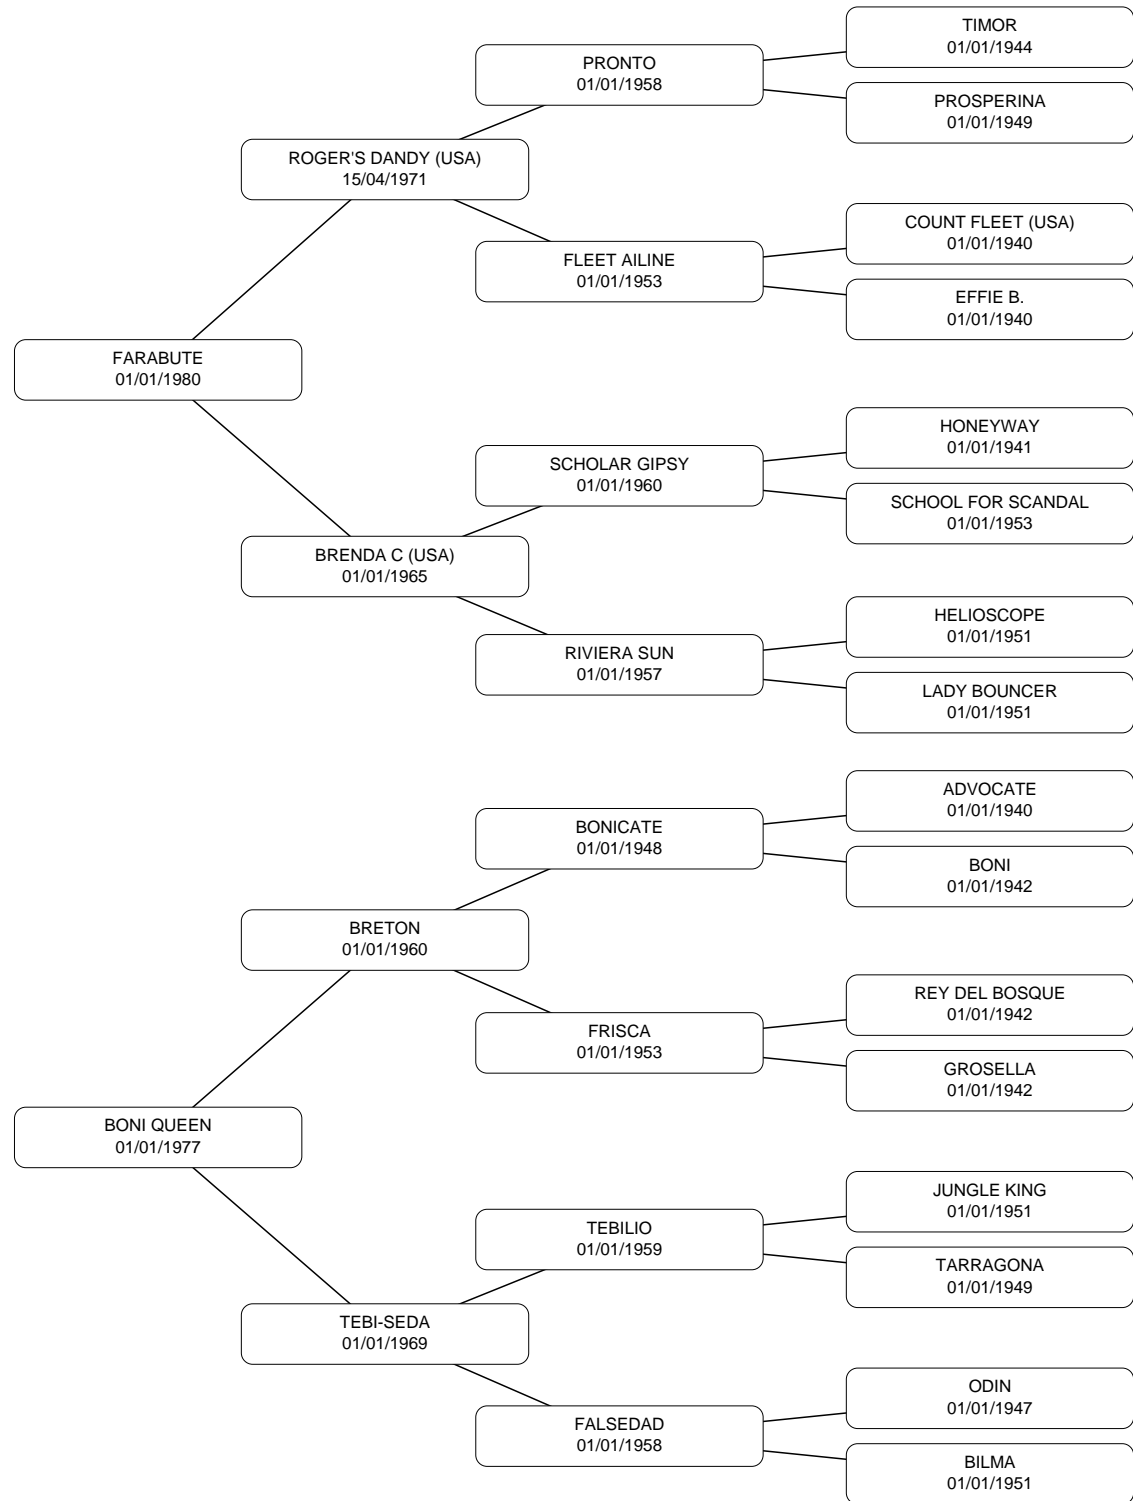 TIMOR
01/01/1944
PRONTO
01/01/1958
PROSPERINA
01/01/1949
ROGER'S DANDY (USA)
15/04/1971
COUNT FLEET (USA)
01/01/1940
FLEET AILINE
01/01/1953
EFFIE B.
01/01/1940
FARABUTE
01/01/1980
HONEYWAY
01/01/1941
SCHOLAR GIPSY
01/01/1960
SCHOOL FOR SCANDAL
01/01/1953
BRENDA C (USA)
01/01/1965
HELIOSCOPE
01/01/1951
RIVIERA SUN
01/01/1957
LADY BOUNCER
01/01/1951
ADVOCATE
01/01/1940
BONICATE
01/01/1948
BONI
01/01/1942
BRETON
01/01/1960
REY DEL BOSQUE
01/01/1942
FRISCA
01/01/1953
GROSELLA
01/01/1942
BONI QUEEN
01/01/1977
JUNGLE KING
01/01/1951
TEBILIO
01/01/1959
TARRAGONA
01/01/1949
TEBI-SEDA
01/01/1969
ODIN
01/01/1947
FALSEDAD
01/01/1958
BILMA
01/01/1951